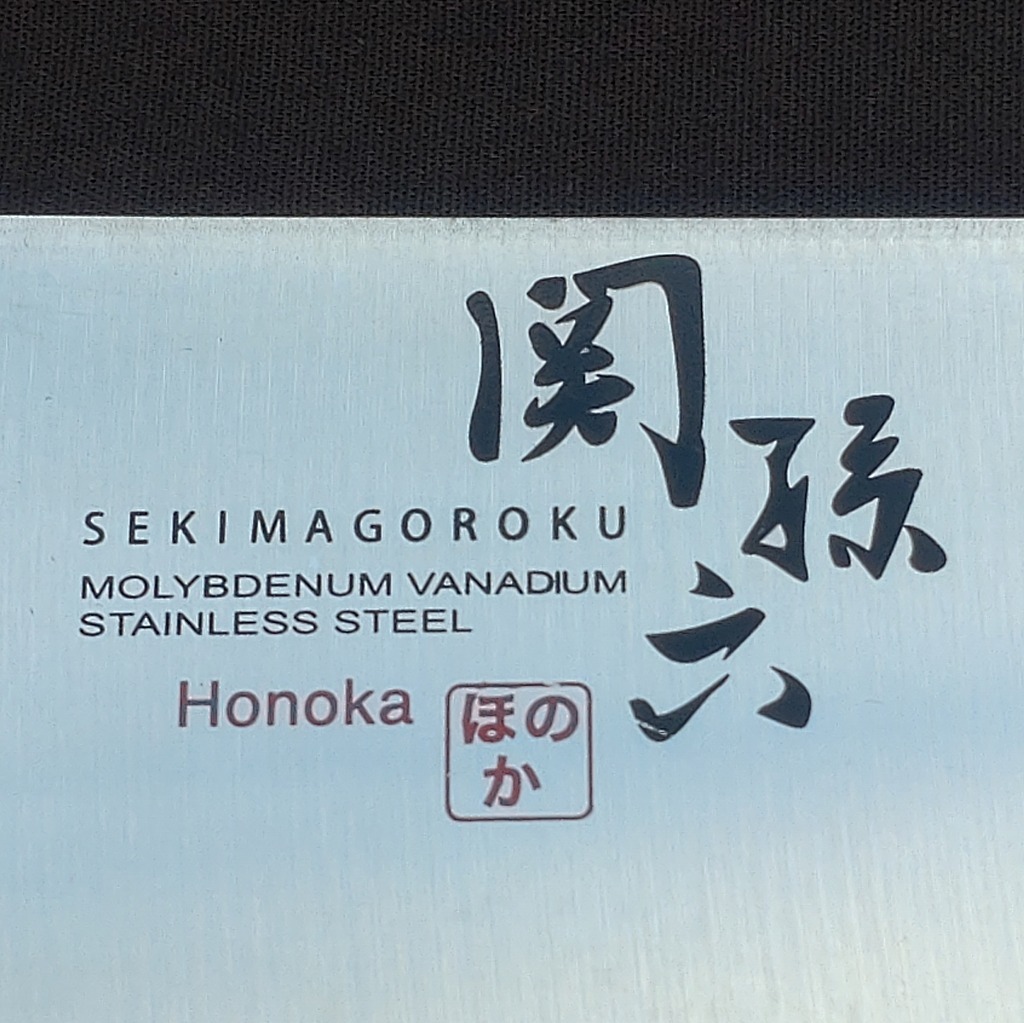 関
孫
六
SEKIMAGOROKU
MOLYBDENUM VANADIUM
STAINLESS STEEL
Honoka
ほの
か